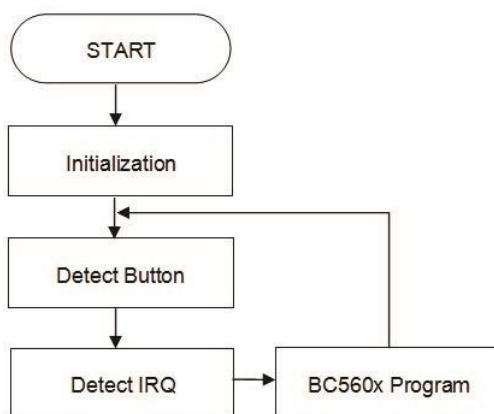 START
Initialization
Detect Button
Detect IRQ
BC560x Program